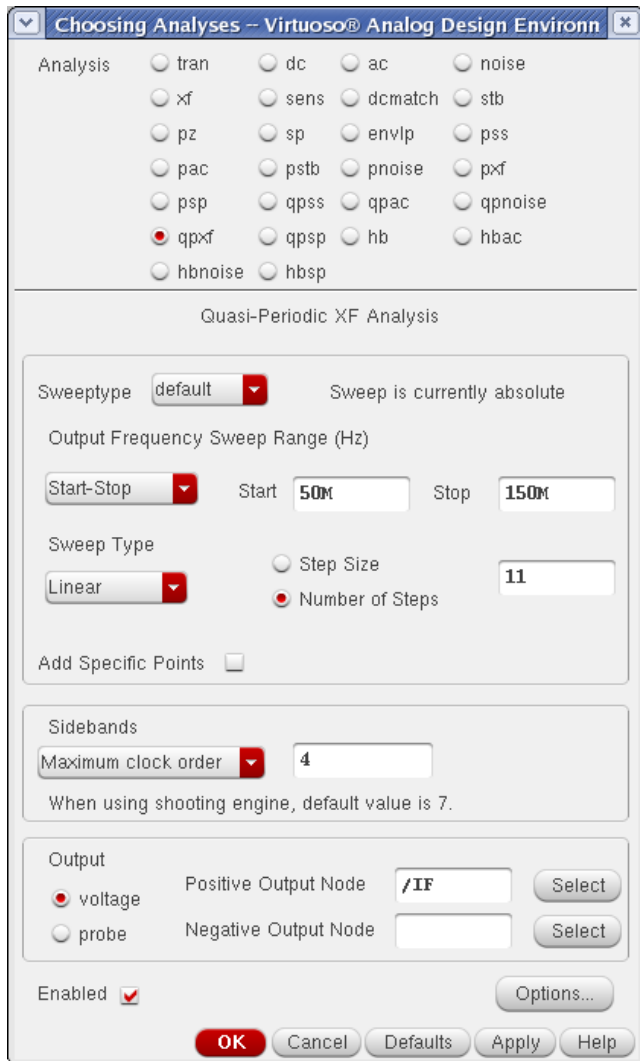 Choosing Analyses -- Virtuoso® Analog Design Environn
Analysis tran dc ac noise
xf sens dcmatch stb
pz sp envlp pss
pac pstb pnoise pxf
psp qpss qpac qpnoise
qpxf qpsp hb hbac
hbnoise hbsp
Quasi-Periodic XF Analysis
Sweeptype default Sweep is currently absolute
Output Frequency Sweep Range (Hz)
Start-Stop Start 50M Stop 150M
Sweep Type
Linear
Step Size
Number of Steps
11
Add Specific Points
Sidebands
Maximum clock order 4
When using shooting engine, default value is 7.
Output
voltage
probe
Positive Output Node /IF Select
Negative Output Node Select
Enabled Options...
OK Cancel Defaults Apply Help